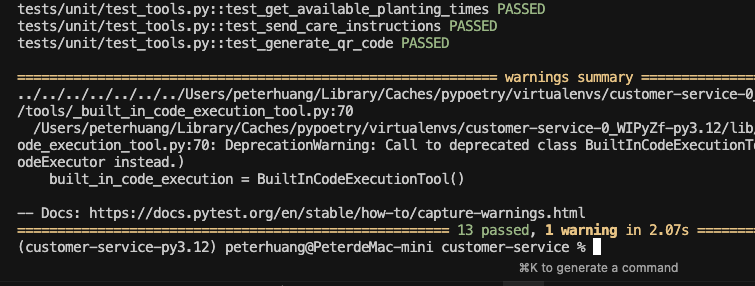 tests/unit/test_tools.py::test_get_available_planting_times PASSED
tests/unit/test_tools.py::test_send_care_instructions PASSED
tests/unit/test_tools.py::test_generate_qr_code PASSED
============================================================ warnings summary ==============
../../../../../../../Users/peterhuang/Library/Caches/pypoetry/virtualenvs/customer-service-0_
/tools/_built_in_code_execution_tool.py:70
/Users/peterhuang/Library/Caches/pypoetry/virtualenvs/customer-service-0_WIPyZf-py3.12/lib
ode_execution_tool.py:70: DeprecationWarning: Call to deprecated class BuiltInCodeExecutionT
odeExecutor instead.)
built_in_code_execution = BuiltInCodeExecutionTool()
-- Docs: https://docs.pytest.org/en/stable/how-to/capture-warnings.html
====================================================== 13 passed, 1 warning in 2.07s =======
(customer-service-py3.12) peterhuang@PeterdeMac-mini customer-service %
⌘K to generate a command